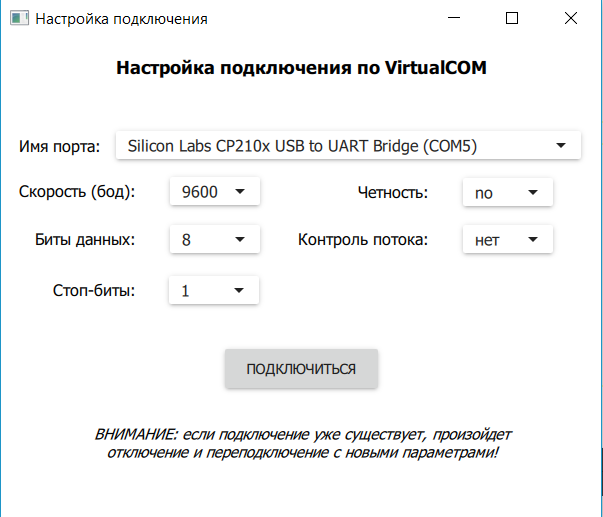 Настройка подключения
Настройка подключения по VirtualCOM
Имя порта: Silicon Labs CP210x USB to UART Bridge (COM5)
Скорость (бод): 9600 Четность: no
Биты данных: 8 Контроль потока: нет
Стоп-биты: 1
ПОДКЛЮЧИТЬСЯ
ВНИМАНИЕ: если подключение уже существует, произойдет
отключение и переподключение с новыми параметрами!